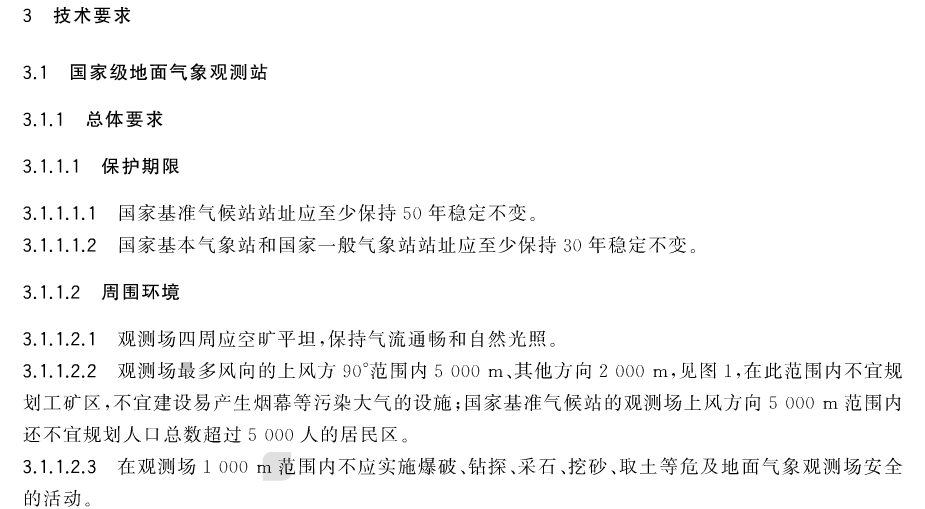 3 技术要求
3.1 国家级地面气象观测站
3.1.1 总体要求
3.1.1.1 保护期限
3.1.1.1.1 国家基准气候站站址应至少保持 50 年稳定不变。
3.1.1.1.2 国家基本气象站和国家一般气象站站址应至少保持 30 年稳定不变。
3.1.1.2 周围环境
3.1.1.2.1 观测场四周应空旷平坦,保持气流通畅和自然光照。
3.1.1.2.2 观测场最多风向的上风方 90°范围内 5 000 m、其他方向 2 000 m,见图 1,在此范围内不宜规
划工矿区,不宜建设易产生烟幕等污染大气的设施;国家基准气候站的观测场上风方向 5 000 m 范围内
还不宜规划人口总数超过 5 000 人的居民区。
3.1.1.2.3 在观测场 1 000 m 范围内不应实施爆破、钻探、采石、挖砂、取土等危及地面气象观测场安全
的活动。